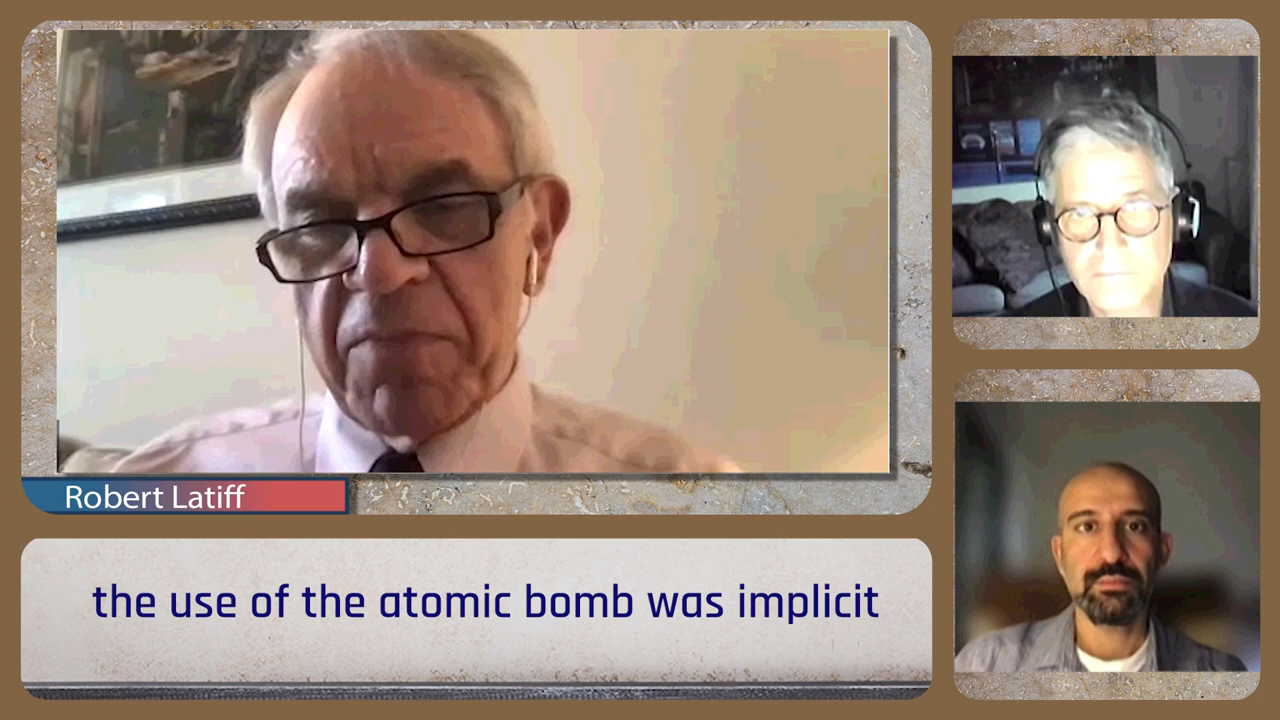 Robert Latiff
the use of the atomic bomb was implicit